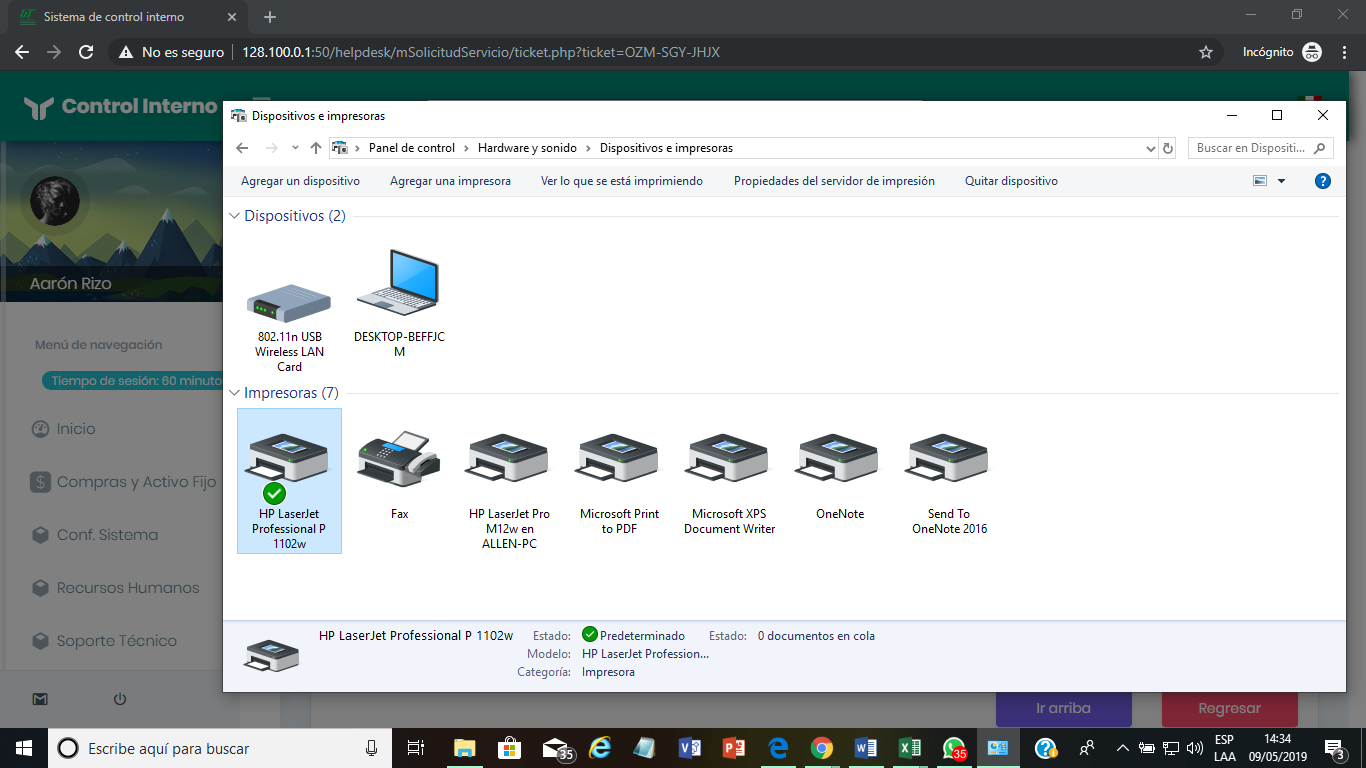 Sistema de control interno
No es seguro
128.100.0.1:50/helpdesk/mSolicitudServicio/ticket.php?ticket=OZM-SGY-JHJX
Incógnito
Control Interno
Aarón Rizo
Menú de navegación
Tiempo de sesión: 60 minuto
Inicio
$
Compras y Activo Fijo
Conf. Sistema
Recursos Humanos
Soporte Técnico
Dispositivos e impresoras
Panel de control > Hardware y sonido > Dispositivos e impresoras
Buscar en Dispositi...
Agregar un dispositivo
Agregar una impresora
Ver lo que se está imprimiendo
Propiedades del servidor de impresión
Quitar dispositivo
?
Dispositivos (2)
802.11n USB
Wireless LAN
Card
DESKTOP-BEFFJC
M
Impresoras (7)
HP LaserJet
Professional P
1102w
Fax
HP LaserJet Pro
M12w en
ALLEN-PC
Microsoft Print
to PDF
Microsoft XPS
Document Writer
OneNote
Send To
OneNote 2016
HP LaserJet Professional P 1102w
Estado: Predeterminado
Estado: 0 documentos en cola
Modelo: HP LaserJet Profession...
Categoría: Impresora
Ir arriba
Regresar
Escribe aquí para buscar
35
35
ESP
LAA
14:34
09/05/2019
3